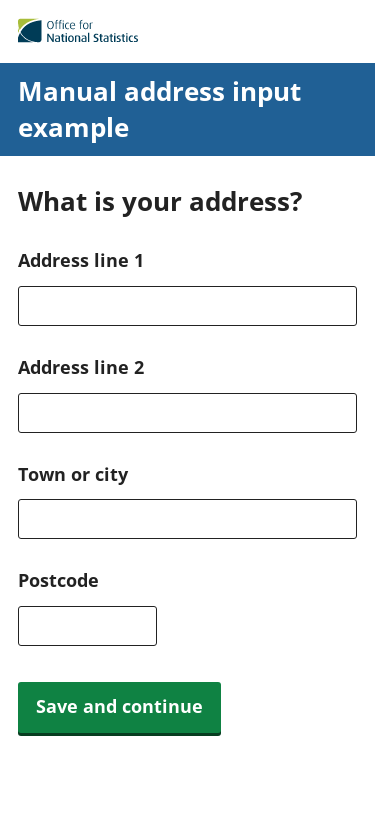 Office for
National Statistics
Manual address input
example
What is your address?
Address line 1
Address line 2
Town or city
Postcode
Save and continue